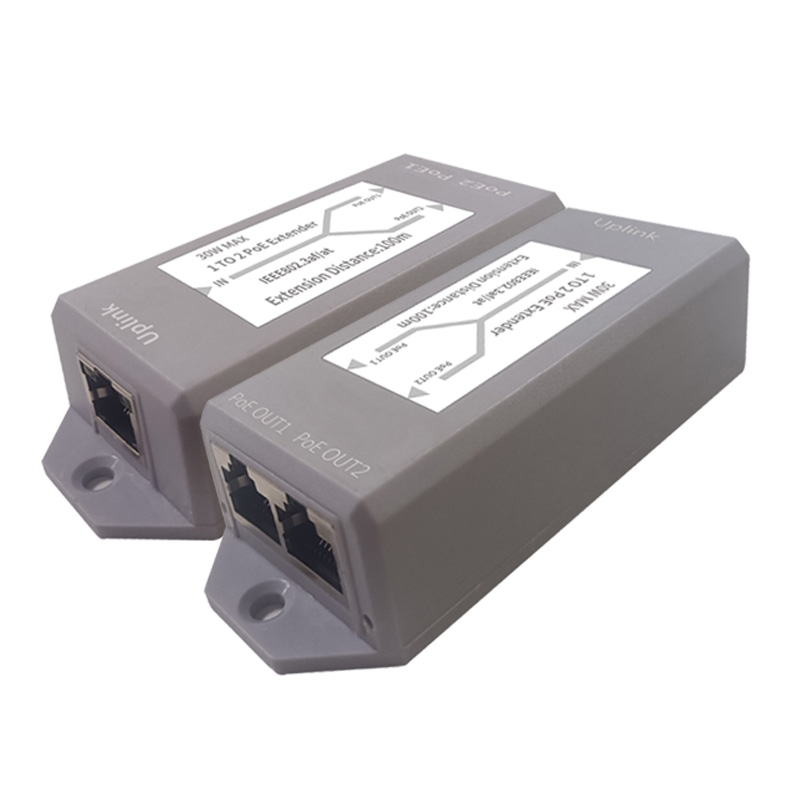 PoE2 PoE1
30W MAX
1 TO 2 PoE Extender
IEEE802.3af/at
Extension Distance:100m
IN
PoE OUT1
PoE OUT2
Uplink
Uplink
30W MAX
1 TO 2 PoE Extender
IEEE802.3af/at
Extension Distance:100m
IN
PoE OUT1
PoE OUT2
PoE OUT1 PoE OUT2